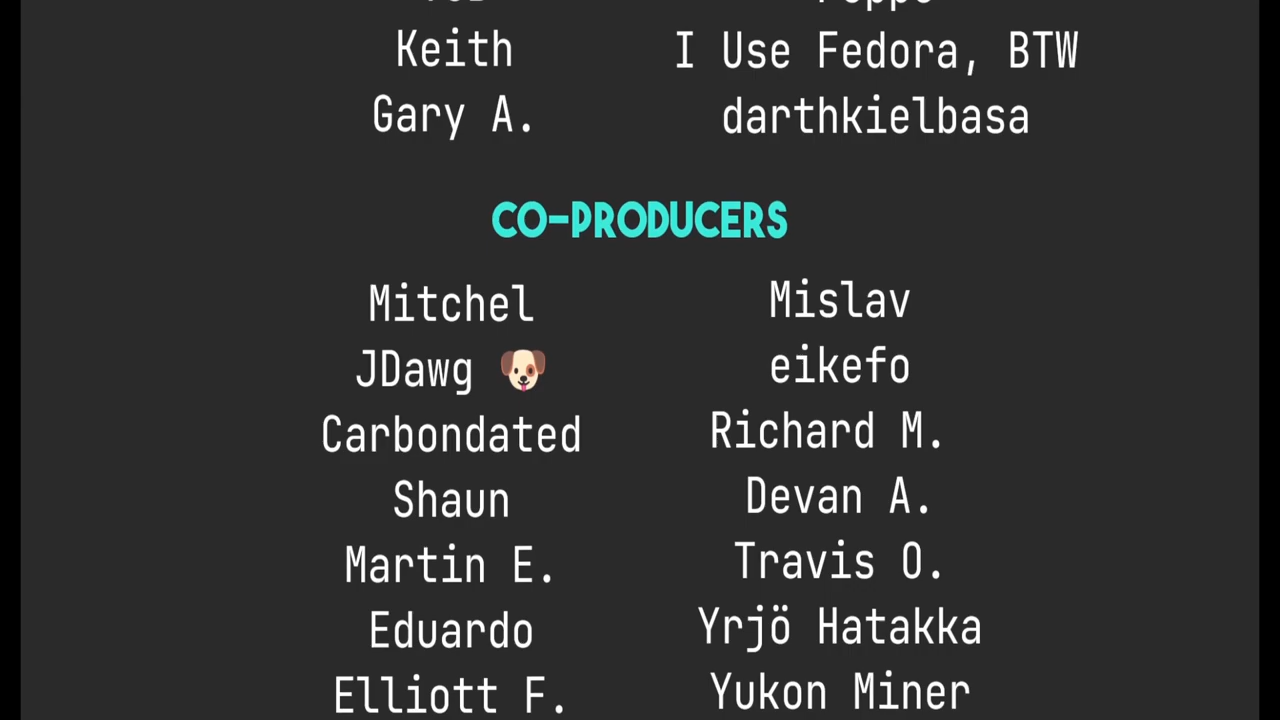 Keith
I Use Fedora, BTW
Gary A.
darthkielbasa
CO-PRODUCERS
Mitchel
Mislav
JDawg 🐶
eikefo
Carbondated
Richard M.
Shaun
Devan A.
Martin E.
Travis O.
Eduardo
Yrjö Hatakka
Elliott F.
Yukon Miner